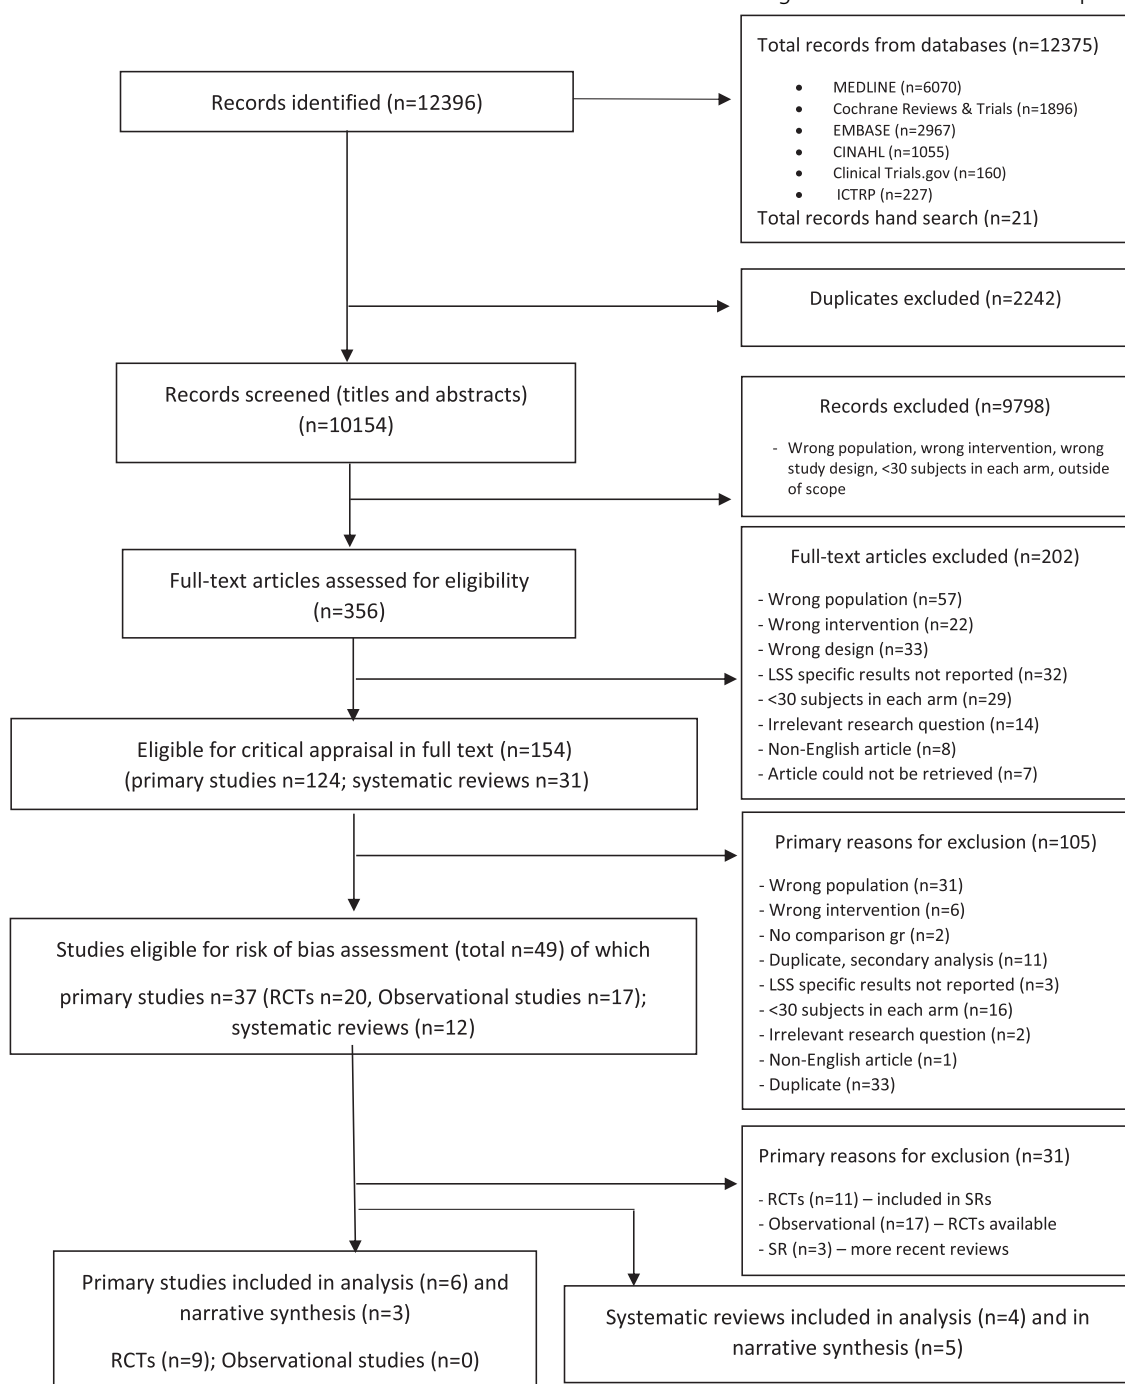 Records identified (n=12396)
Total records from databases (n=12375)
• MEDLINE (n=6070)
• Cochrane Reviews & Trials (n=1896)
• EMBASE (n=2967)
• CINAHL (n=1055)
• Clinical Trials.gov (n=160)
• ICTRP (n=227)
Total records hand search (n=21)
Duplicates excluded (n=2242)
Records screened (titles and abstracts)
(n=10154)
Records excluded (n=9798)
- Wrong population, wrong intervention, wrong
study design, <30 subjects in each arm, outside
of scope
Full-text articles assessed for eligibility
(n=356)
Full-text articles excluded (n=202)
- Wrong population (n=57)
- Wrong intervention (n=22)
- Wrong design (n=33)
- LSS specific results not reported (n=32)
- <30 subjects in each arm (n=29)
- Irrelevant research question (n=14)
- Non-English article (n=8)
- Article could not be retrieved (n=7)
Eligible for critical appraisal in full text (n=154)
(primary studies n=124; systematic reviews n=31)
Primary reasons for exclusion (n=105)
- Wrong population (n=31)
- Wrong intervention (n=6)
- No comparison gr (n=2)
- Duplicate, secondary analysis (n=11)
- LSS specific results not reported (n=3)
- <30 subjects in each arm (n=16)
- Irrelevant research question (n=2)
- Non-English article (n=1)
- Duplicate (n=33)
Studies eligible for risk of bias assessment (total n=49) of which
primary studies n=37 (RCTs n=20, Observational studies n=17);
systematic reviews (n=12)
Primary reasons for exclusion (n=31)
- RCTs (n=11) – included in SRs
- Observational (n=17) – RCTs available
- SR (n=3) – more recent reviews
Primary studies included in analysis (n=6) and
narrative synthesis (n=3)
RCTs (n=9); Observational studies (n=0)
Systematic reviews included in analysis (n=4) and in
narrative synthesis (n=5)